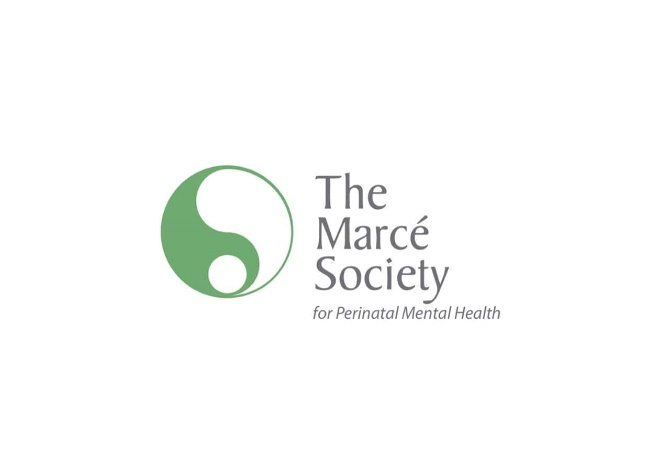 The
Marcé
Society
for Perinatal Mental Health